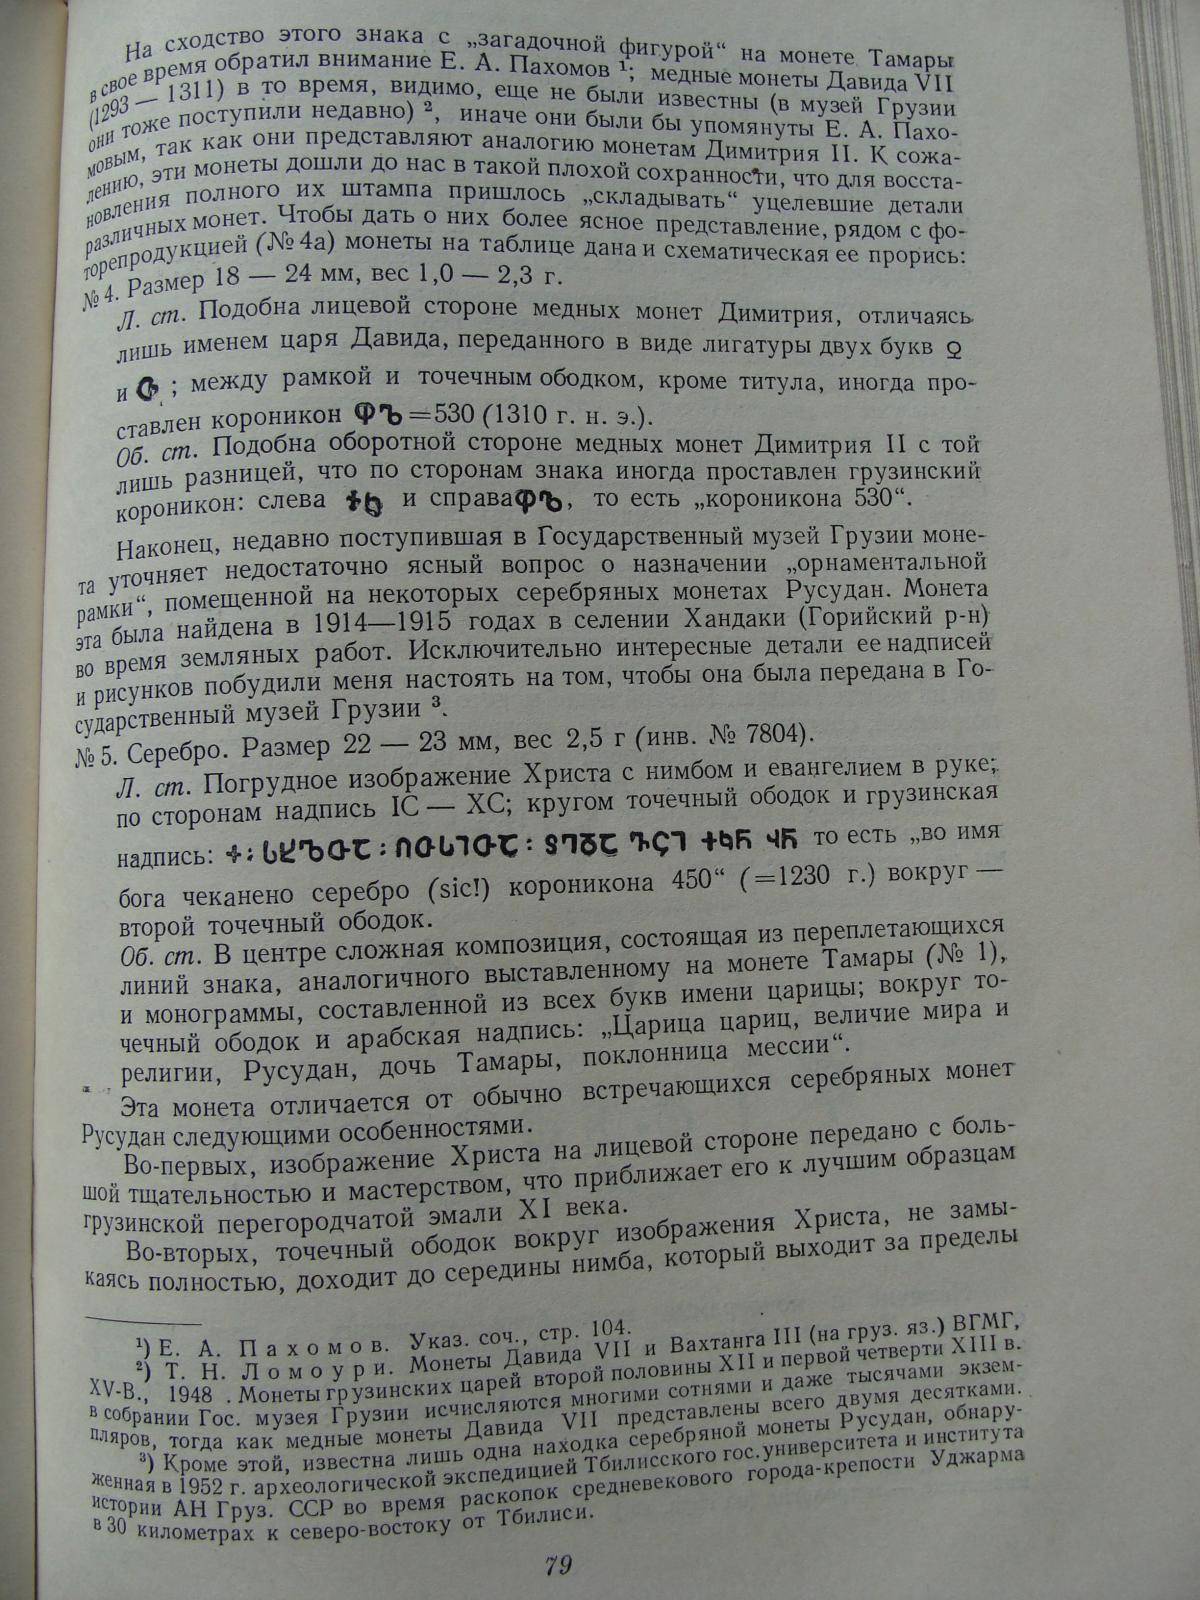 На сходство этого знака с „загадочной фигурой“ на монете Тамары
в свое время обратил внимание Е. А. Пахомов ¹; медные монеты Давида VII
(1293 — 1311) в то время, видимо, еще не были известны (в музей Грузии
они тоже поступили недавно) ², иначе они были бы упомянуты Е. А. Пахо-
мовым, так как они представляют аналогию монетам Димитрия II. К сожа-
лению, эти монеты дошли до нас в такой плохой сохранности, что для восста-
новления полного их штампа пришлось „складывать“ уцелевшие детали
различных монет. Чтобы дать о них более ясное представление, рядом с фо-
торепродукцией (№ 4а) монеты на таблице дана и схематическая ее прорись:
№ 4. Размер 18 — 24 мм, вес 1,0 — 2,3 г.
Л. ст. Подобна лицевой стороне медных монет Димитрия, отличаясь
лишь именем царя Давида, переданного в виде лигатуры двух букв
и ; между рамкой и точечным ободком, кроме титула, иногда про-
ставлен короникон =530 (1310 г. н. э.).
Об. ст. Подобна оборотной стороне медных монет Димитрия II с той
лишь разницей, что по сторонам знака иногда проставлен грузинский
короникон: слева и справа , то есть „короникона 530“.
Наконец, недавно поступившая в Государственный музей Грузии моне-
та уточняет недостаточно ясный вопрос о назначении „орнаментальной
рамки“, помещенной на некоторых серебряных монетах Русудан. Монета
эта была найдена в 1914—1915 годах в селении Хандаки (Горийский р-н)
во время земляных работ. Исключительно интересные детали ее надписей
и рисунков побудили меня настоять на том, чтобы она была передана в Го-
сударственный музей Грузии ³.
№ 5. Серебро. Размер 22 — 23 мм, вес 2,5 г (инв. № 7804).
Л. ст. Погрудное изображение Христа с нимбом и евангелием в руке;
по сторонам надпись IC — XC; кругом точечный ободок и грузинская
надпись: то есть „во имя
бога чеканено серебро (sic!) короникона 450“ (=1230 г.) вокруг —
второй точечный ободок.
Об. ст. В центре сложная композиция, состоящая из переплетающихся
линий знака, аналогичного выставленному на монете Тамары (№ 1),
и монограммы, составленной из всех букв имени царицы; вокруг то-
чечный ободок и арабская надпись: „Царица цариц, величие мира и
религии, Русудан, дочь Тамары, поклонница мессии“.
Эта монета отличается от обычно встречающихся серебряных монет
Русудан следующими особенностями.
Во-первых, изображение Христа на лицевой стороне передано с боль-
шой тщательностью и мастерством, что приближает его к лучшим образцам
грузинской перегородчатой эмали XI века.
Во-вторых, точечный ободок вокруг изображения Христа, не замы-
каясь полностью, доходит до середины нимба, который выходит за пределы
¹) Е. А. Пахомов. Указ. соч., стр. 104.
²) Т. Н. Ломоури. Монеты Давида VII и Вахтанга III (на груз. яз.) ВГМГ,
XV-B., 1948 . Монеты грузинских царей второй половины XII и первой четверти XIII в.
в собрании Гос. музея Грузии исчисляются многими сотнями и даже тысячами экзем-
пляров, тогда как медные монеты Давида VII представлены всего двумя десятками.
³) Кроме этой, известна лишь одна находка серебряной монеты Русудан, обнару-
женная в 1952 г. археологической экспедицией Тбилисского гос. университета и института
истории АН Груз. ССР во время раскопок средневекового города-крепости Уджарма
в 30 километрах к северо-востоку от Тбилиси.
79